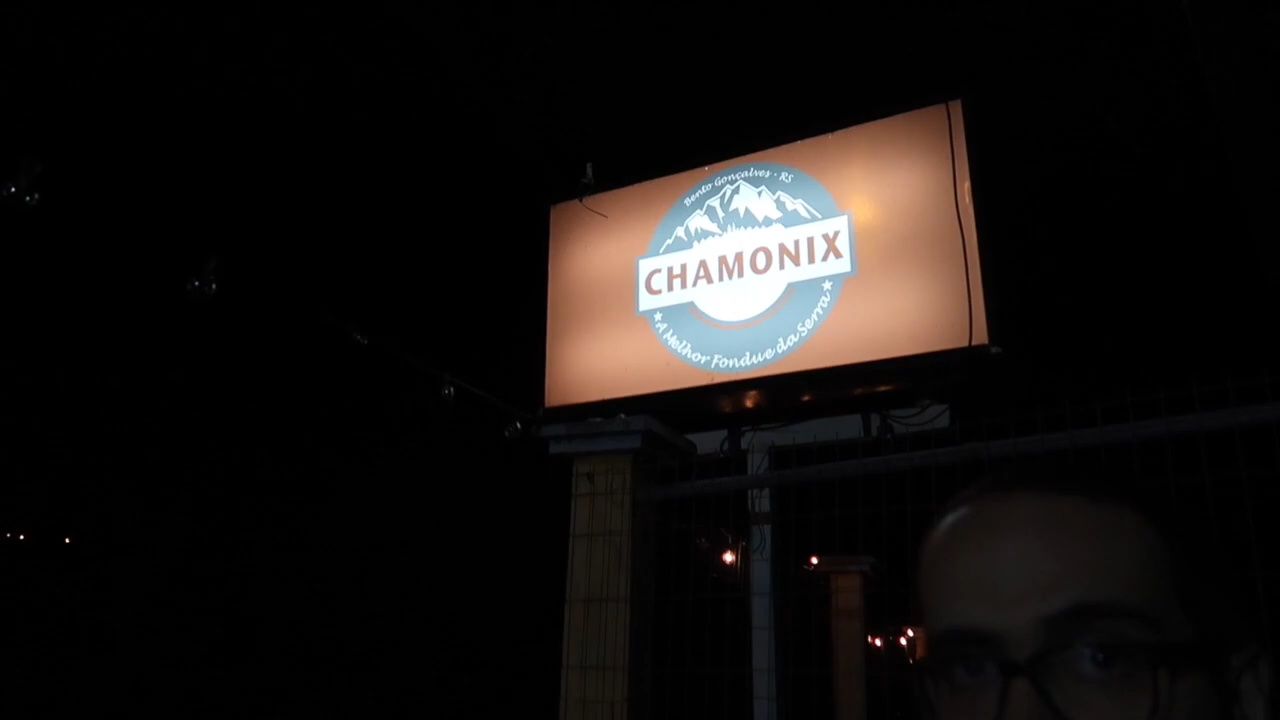 Bento Gonçalves · RS
CHAMONIX
★ A Melhor Fondue da Serra ★